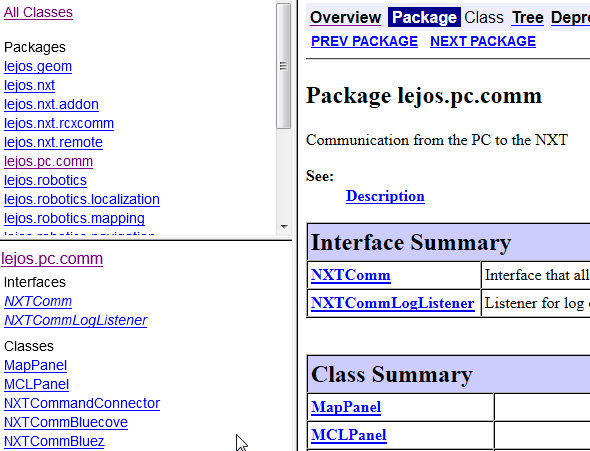 All Classes
Packages
lejos.geom
lejos.nxt
lejos.nxt.addon
lejos.nxt.rcxcomm
lejos.nxt.remote
lejos.pc.comm
lejos.robotics
lejos.robotics.localization
lejos.robotics.mapping
lejos.robotics.navigation
lejos.pc.comm
Interfaces
NXTComm
NXTCommLogListener
Classes
MapPanel
MCLPanel
NXTCommandConnector
NXTCommBluecove
NXTCommBluez
Overview Package Class Tree Depre
PREV PACKAGE NEXT PACKAGE
Package lejos.pc.comm
Communication from the PC to the NXT
See:
Description
Interface Summary
NXTComm Interface that all
NXTCommLogListener Listener for log
Class Summary
MapPanel
MCLPanel